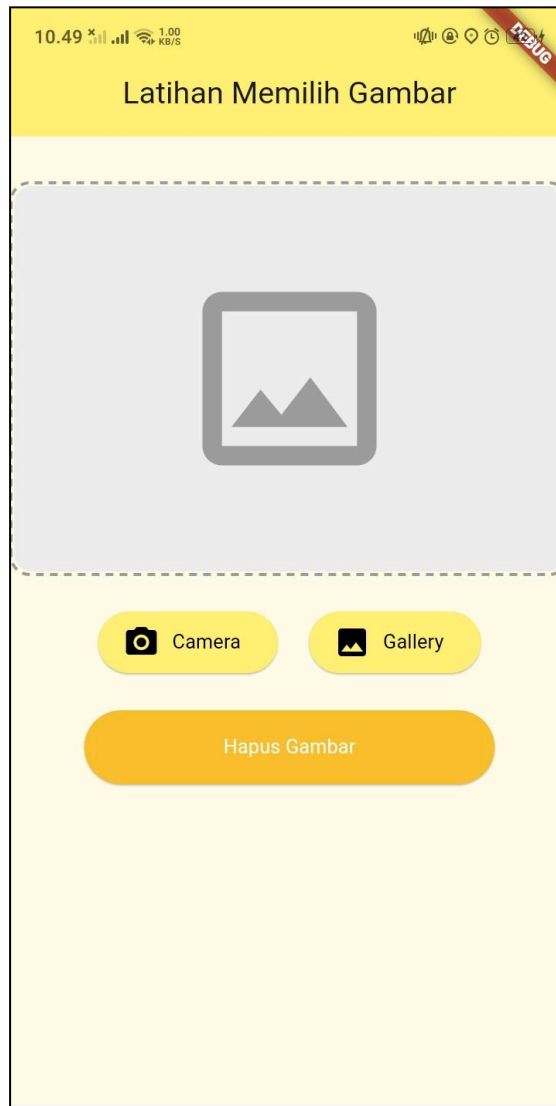 10.49 1.00 KB/S
DEBUG
Latihan Memilih Gambar
Camera
Gallery
Hapus Gambar